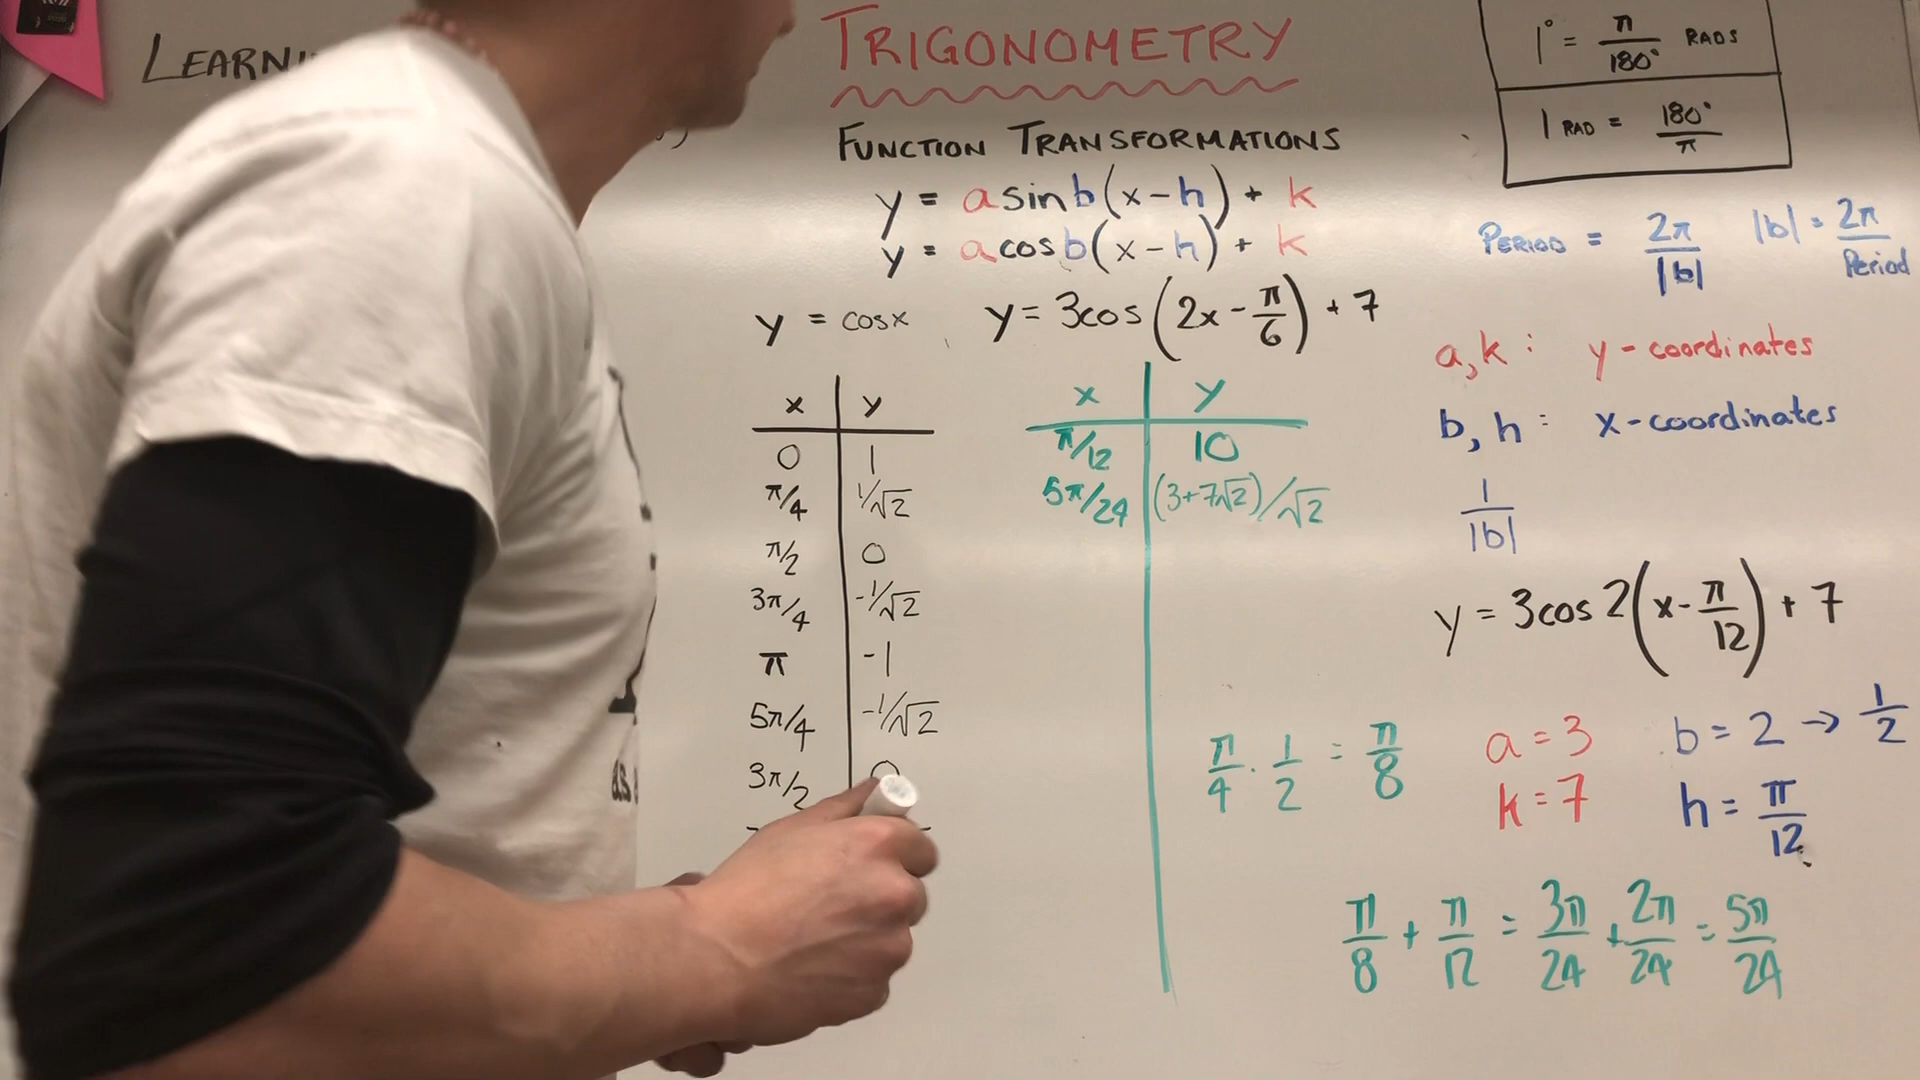 TRIGONOMETRY
FUNCTION TRANSFORMATIONS
y = a sin b(x-h) + k
y = a cos b(x-h) + k
y = cosx
x | y
0 | 1
π/4 | 1/√2
π/2 | 0
3π/4 | -1/√2
π | -1
5π/4 | -1/√2
3π/2 | 0
y = 3cos(2x - π/6) + 7
x | y
π/12 | 10
5π/24 | (3+7√2)/√2
1° = π/180° RADS
1 RAD = 180°/π
PERIOD = 2π/|b| |b| = 2π/Period
a,k: y-coordinates
b,h: x-coordinates
1/|b|
y = 3cos 2(x - π/12) + 7
a = 3 b = 2 → 1/2
k = 7 h = π/12
π/4 · 1/2 = π/8
π/8 + π/12 = 3π/24 + 2π/24 = 5π/24